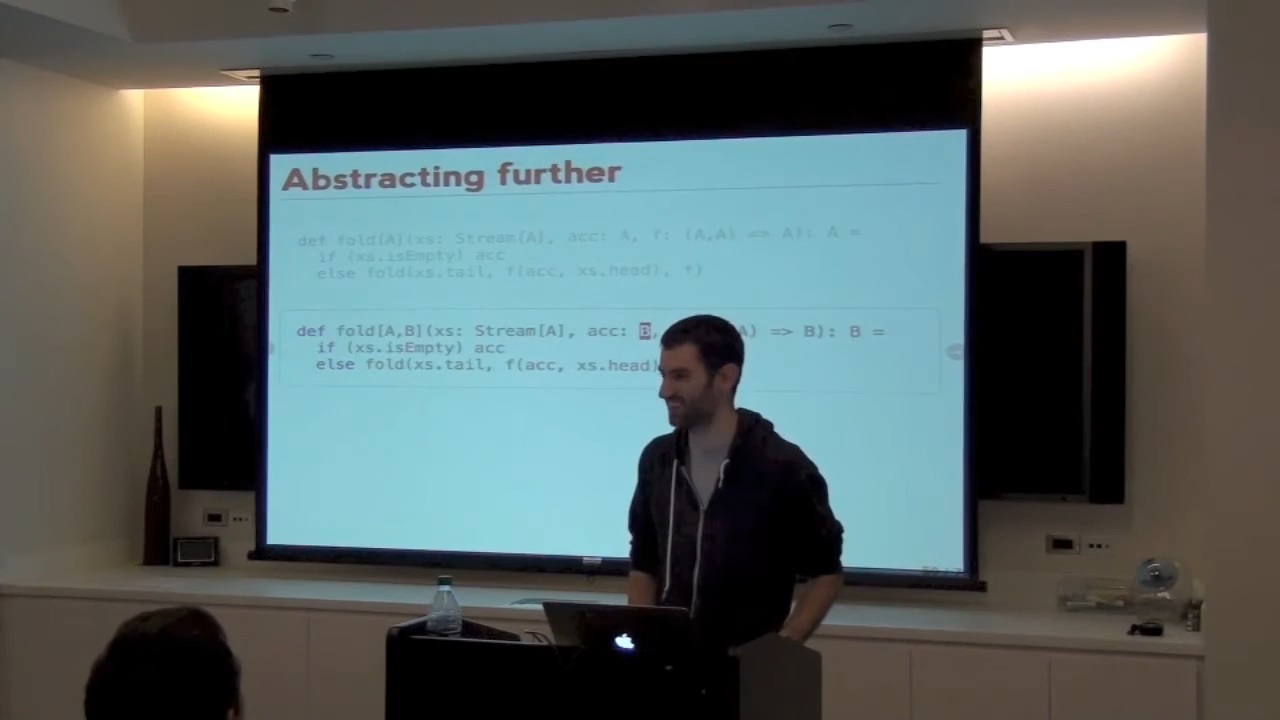 Abstracting further
def fold[A](xs: Stream[A], acc: A, f: (A,A) => A): A =
if (xs.isEmpty) acc
else fold(xs.tail, f(acc, xs.head), f)
def fold[A,B](xs: Stream[A], acc: B, A) => B): B =
if (xs.isEmpty) acc
else fold(xs.tail, f(acc, xs.head)